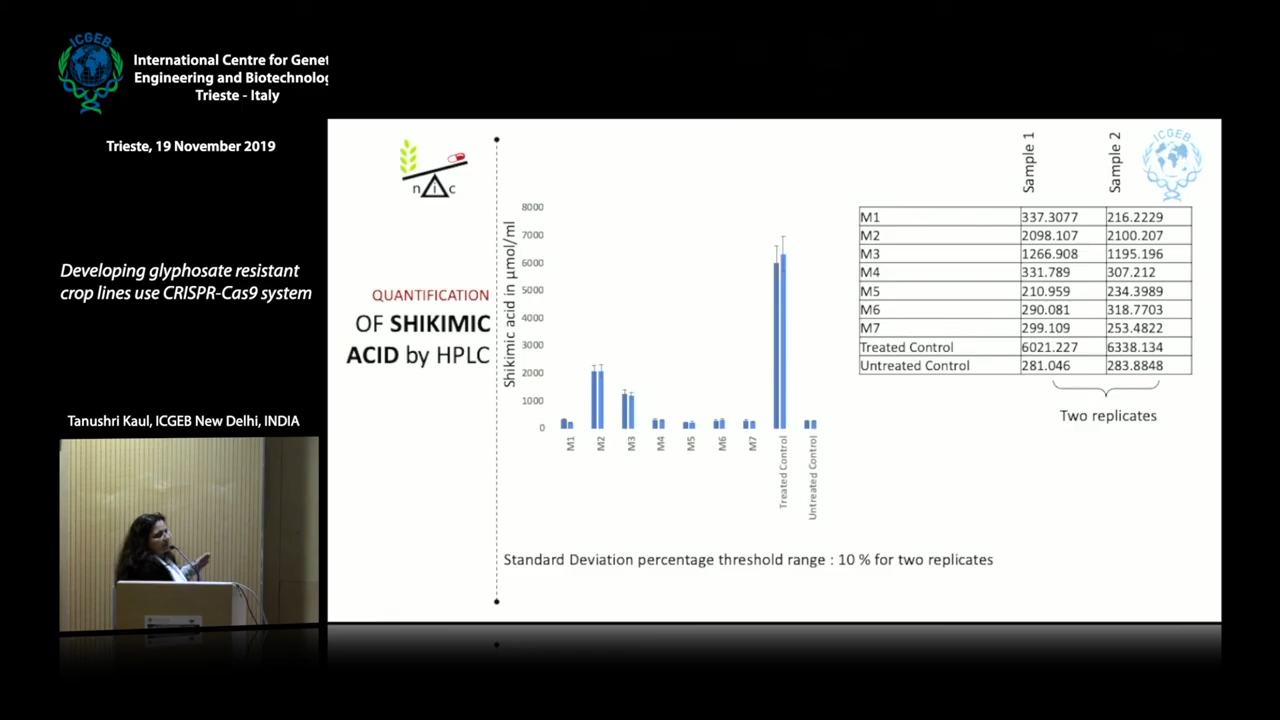 ICGEB
International Centre for Genet
Engineering and Biotechnolog
Trieste - Italy
Trieste, 19 November 2019
Developing glyphosate resistant
crop lines use CRISPR-Cas9 system
Tanushri Kaul, ICGEB New Delhi, INDIA
n i c
QUANTIFICATION
OF SHIKIMIC
ACID by HPLC
Shikimic acid in µmol/ml
8000
7000
6000
5000
4000
3000
2000
1000
0
M1
M2
M3
M4
M5
M6
M7
Treated Control
Untreated Control
Sample 1
Sample 2
ICGEB
M1 337.3077 216.2229
M2 2098.107 2100.207
M3 1266.908 1195.196
M4 331.789 307.212
M5 210.959 234.3989
M6 290.081 318.7703
M7 299.109 253.4822
Treated Control 6021.227 6338.134
Untreated Control 281.046 283.8848
Two replicates
Standard Deviation percentage threshold range : 10 % for two replicates